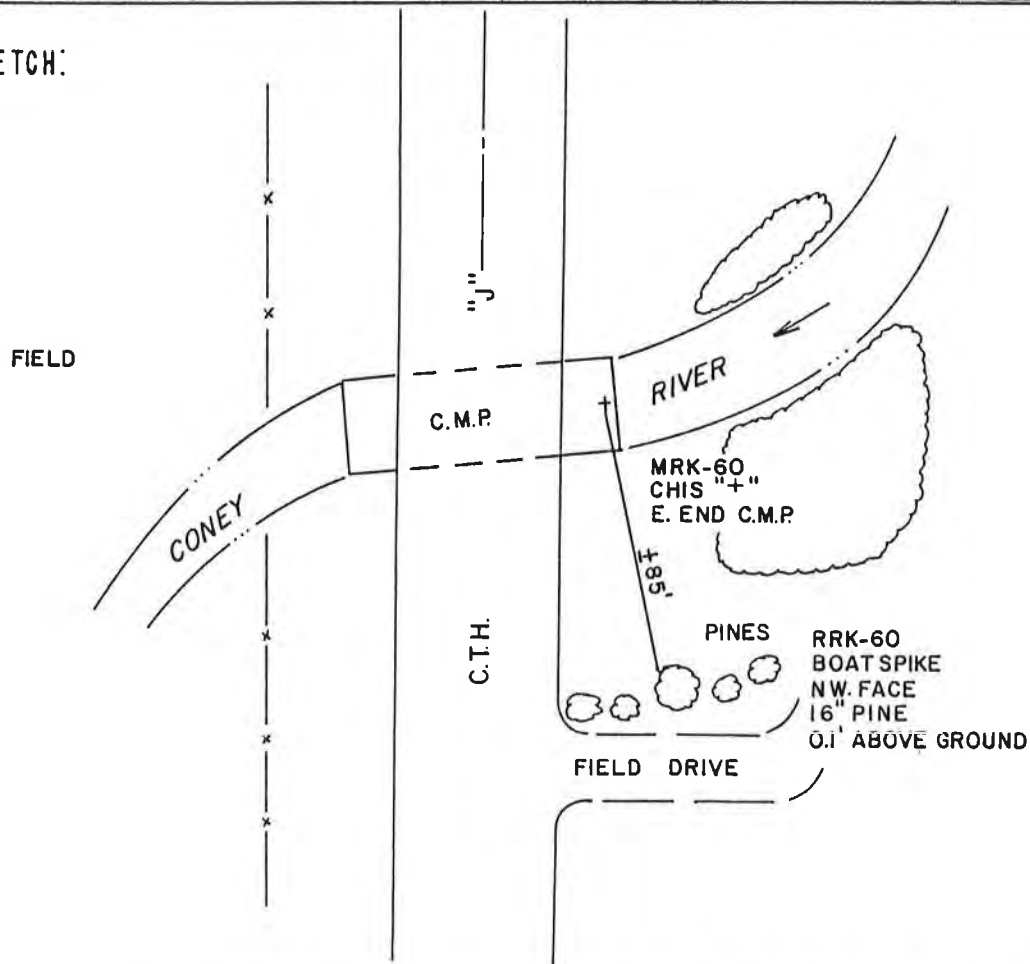 ETCH:
"J"
FIELD
C.M.P.
RIVER
MRK-60
CHIS "+"
E. END C.M.P.
CONEY
±85'
C.T.H.
PINES
RRK-60
BOAT SPIKE
NW. FACE
16" PINE
0.1' ABOVE GROUND
FIELD DRIVE